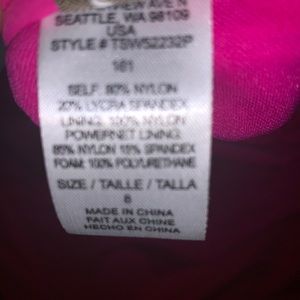 SEATTLE, WA 98109
USA
STYLE # TSW52232P
161
SELF: 80% NYLON
20% LYCRA SPANDEX
LINING: 100% NYLON
POWERNET LINING:
85% NYLON 15% SPANDEX
FOAM: 100% POLYURETHANE
SIZE / TAILLE / TALLA
8
MADE IN CHINA
FAIT AUX CHINE
HECHO EN CHINA